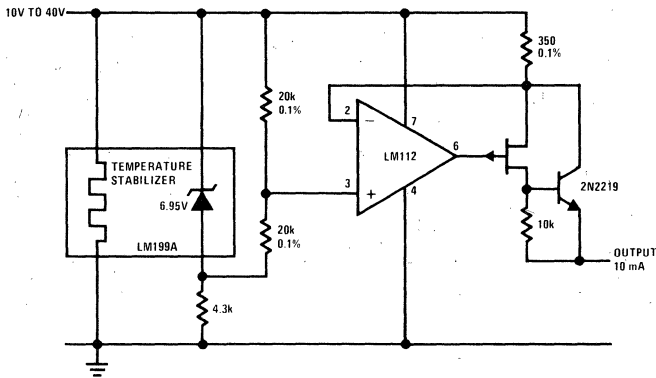 10V TO 40V
350
0.1%
20k
0.1%
2
7
6
LM112
TEMPERATURE
STABILIZER
3
4
2N2219
6.95V
20k
0.1%
10k
LM199A
OUTPUT
10 mA
4.3k